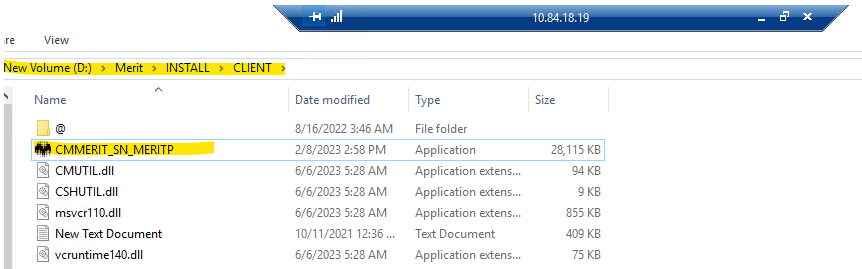 10.84.18.19
are View
New Volume (D:) > Merit > INSTALL > CLIENT >
Name Date modified Type Size
@ 8/16/2022 3:46 AM File folder
CMMERIT_SN_MERITP 2/8/2023 2:58 PM Application 28,115 KB
CMUTIL.dll 6/6/2023 5:28 AM Application extens... 94 KB
CSHUTIL.dll 6/6/2023 5:28 AM Application extens... 9 KB
msvcr110.dll 6/6/2023 5:28 AM Application extens... 855 KB
New Text Document 10/11/2021 12:36 ... Text Document 409 KB
vcruntime140.dll 6/6/2023 5:28 AM Application extens... 75 KB